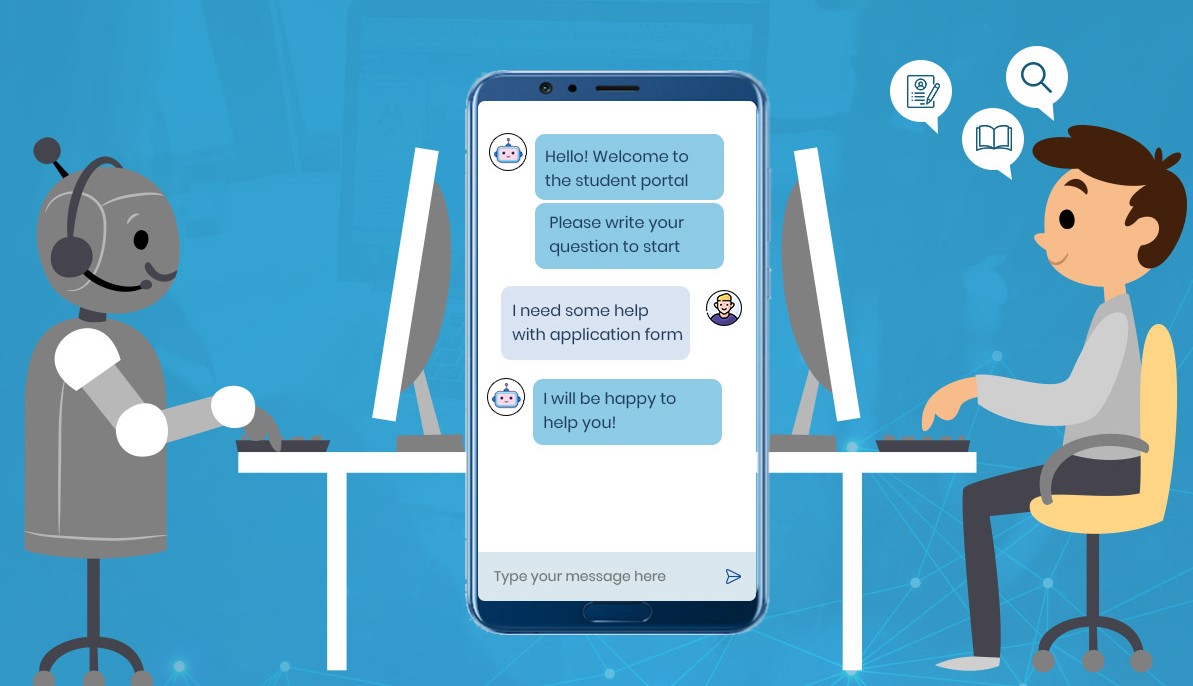 Hello! Welcome to
the student portal
Please write your
question to start
I need some help
with application form
I will be happy to
help you!
Type your message here